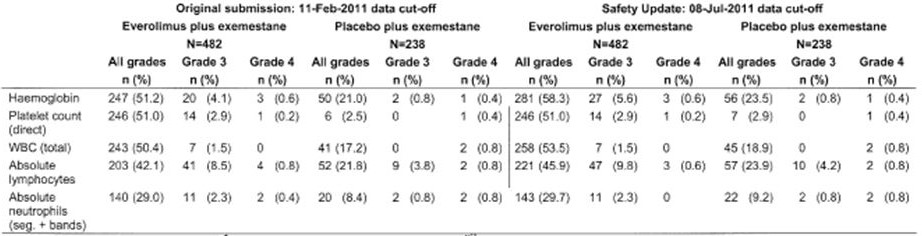 Original submission: 11-Feb-2011 data cut-off Safety Update: 08-Jul-2011 data cut-off
Everolimus plus exemestane Placebo plus exemestane Everolimus plus exemestane Placebo plus exemestane
N=482 N=238 N=482 N=238
All grades Grade 3 Grade 4 All grades Grade 3 Grade 4 All grades Grade 3 Grade 4 All grades Grade 3 Grade 4
n (%) n (%) n (%) n (%) n (%) n (%) n (%) n (%) n (%) n (%) n (%) n (%)
Haemoglobin 247 (51.2) 20 (4.1) 3 (0.6) 50 (21.0) 2 (0.8) 1 (0.4) 281 (58.3) 27 (5.6) 3 (0.6) 56 (23.5) 2 (0.8) 1 (0.4)
Platelet count 246 (51.0) 14 (2.9) 1 (0.2) 6 (2.5) 0 1 (0.4) 246 (51.0) 14 (2.9) 1 (0.2) 7 (2.9) 0 1 (0.4)
(direct)
WBC (total) 243 (50.4) 7 (1.5) 0 41 (17.2) 0 2 (0.8) 258 (53.5) 7 (1.5) 0 45 (18.9) 0 2 (0.8)
Absolute 203 (42.1) 41 (8.5) 4 (0.8) 52 (21.8) 9 (3.8) 2 (0.8) 221 (45.9) 47 (9.8) 3 (0.6) 57 (23.9) 10 (4.2) 2 (0.8)
lymphocytes
Absolute 140 (29.0) 11 (2.3) 2 (0.4) 20 (8.4) 2 (0.8) 2 (0.8) 143 (29.7) 11 (2.3) 0 22 (9.2) 2 (0.8) 2 (0.8)
neutrophils
(seg. + bands)